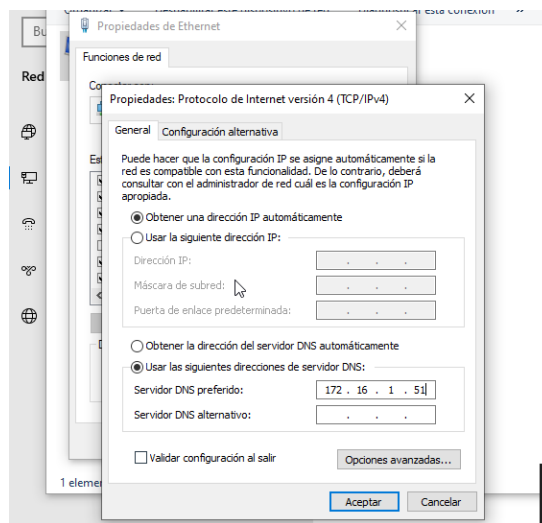 Propiedades de Ethernet
Bu
Funciones de red
Red
Propiedades: Protocolo de Internet versión 4 (TCP/IPv4)
General
Configuración alternativa
Puede hacer que la configuración IP se asigne automáticamente si la
red es compatible con esta funcionalidad. De lo contrario, deberá
consultar con el administrador de red cuál es la configuración IP
apropiada.
Obtener una dirección IP automáticamente
Usar la siguiente dirección IP:
Dirección IP:
Máscara de subred:
Puerta de enlace predeterminada:
Obtener la dirección del servidor DNS automáticamente
Usar las siguientes direcciones de servidor DNS:
Servidor DNS preferido: 172 . 16 . 1 . 51
Servidor DNS alternativo:
Validar configuración al salir
Opciones avanzadas...
1 eleme
Aceptar
Cancelar